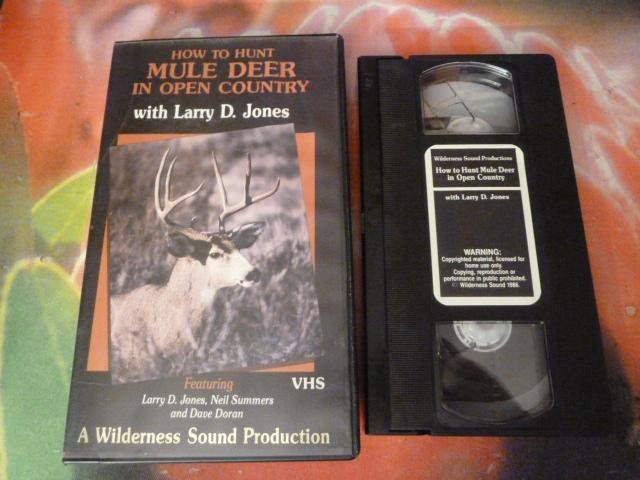 HOW TO HUNT
MULE DEER
IN OPEN COUNTRY
with Larry D. Jones
Featuring
VHS
Larry D. Jones, Neil Summers
and Dave Doran
A Wilderness Sound Production
Wilderness Sound Productions
How to Hunt Mule Deer
in Open Country
with Larry D. Jones
WARNING:
Copyrighted material, licensed for
home use only.
Copying, reproduction or
performance in public prohibited.
© Wilderness Sound 1986.